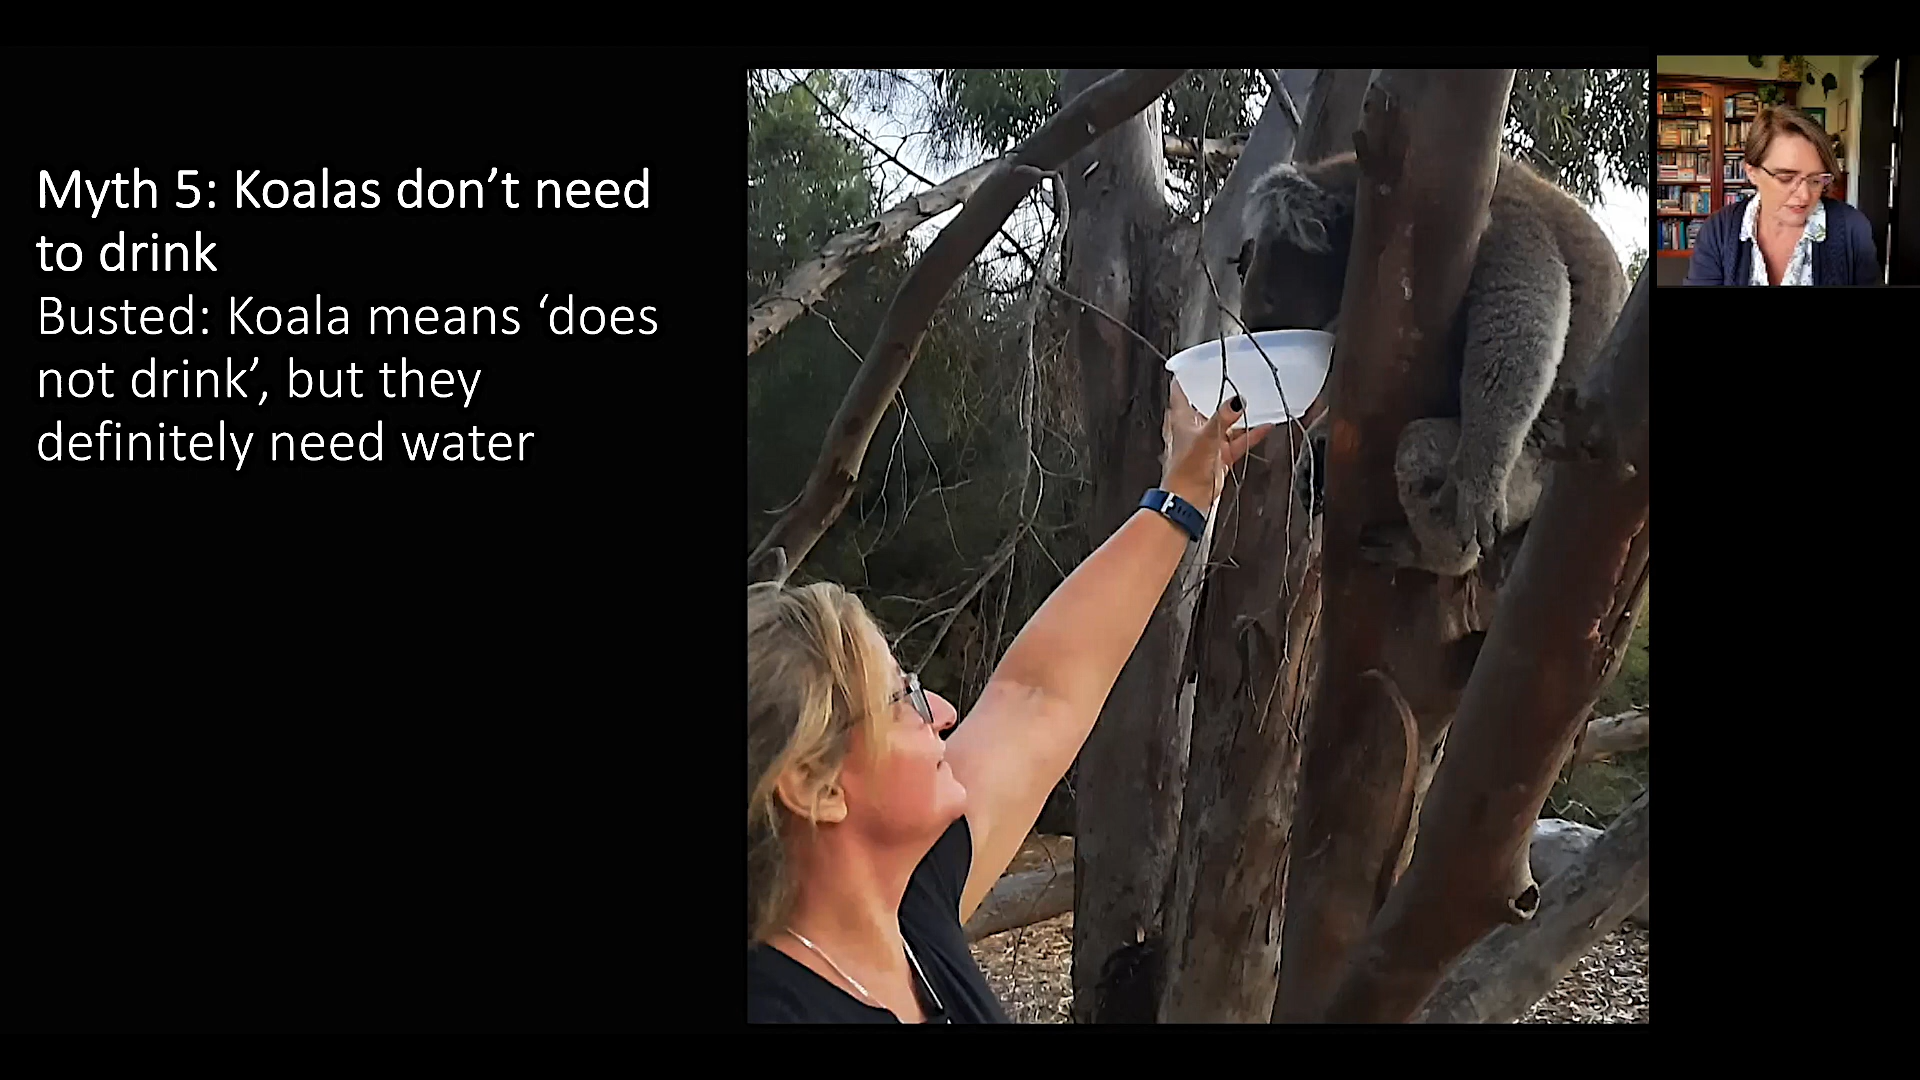 Myth 5: Koalas don’t need
to drink
Busted: Koala means ‘does
not drink’, but they
definitely need water